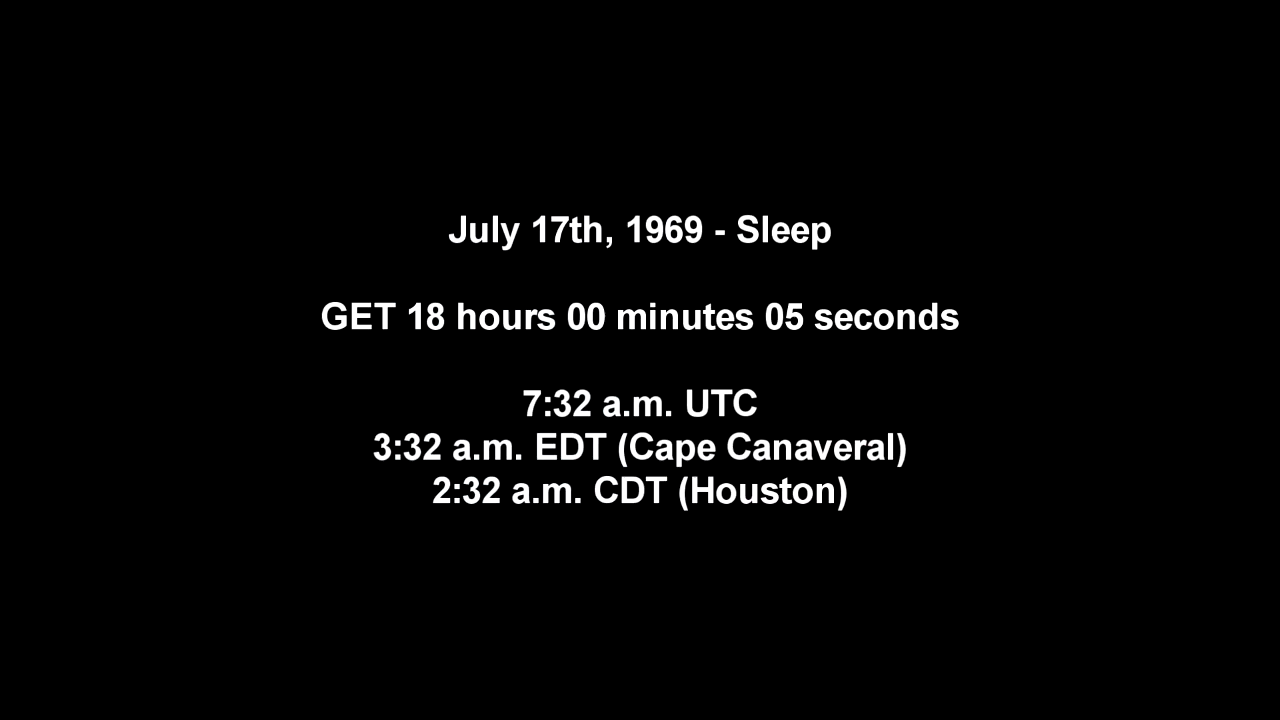 July 17th, 1969 - Sleep
GET 18 hours 00 minutes 05 seconds
7:32 a.m. UTC
3:32 a.m. EDT (Cape Canaveral)
2:32 a.m. CDT (Houston)